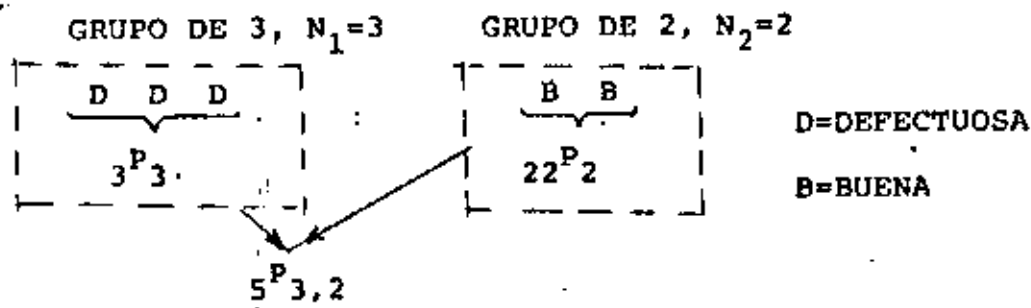 GRUPO DE 3, N₁=3 GRUPO DE 2, N₂=2
D D D : B B D=DEFECTUOSA
₃P₃. ₂₂P₂ B=BUENA
₅P₃,₂